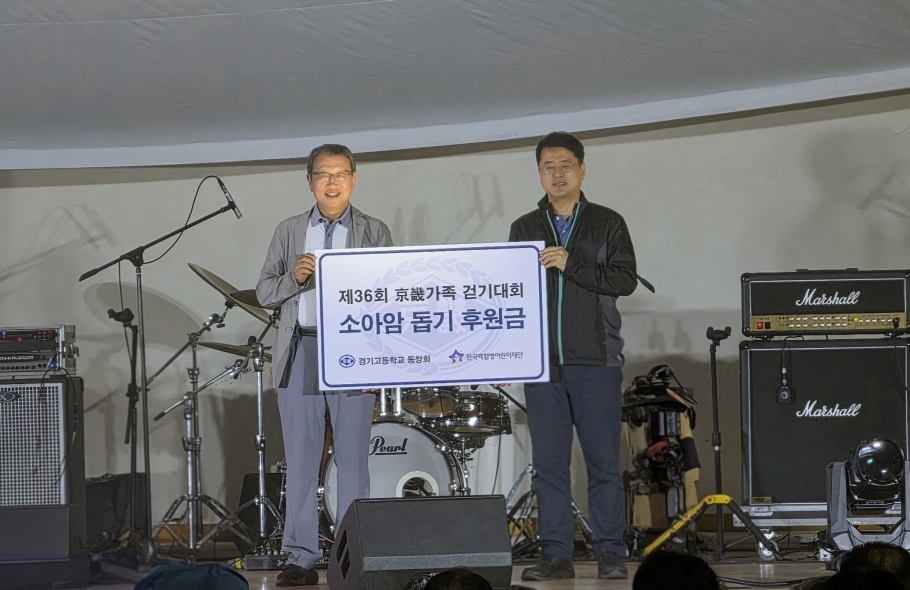 제36회 京畿가족 걷기대회
소아암 돕기 후원금
경기고등학교 동창회
한국백혈병어린이재단
Marshall
Marshall
Pearl